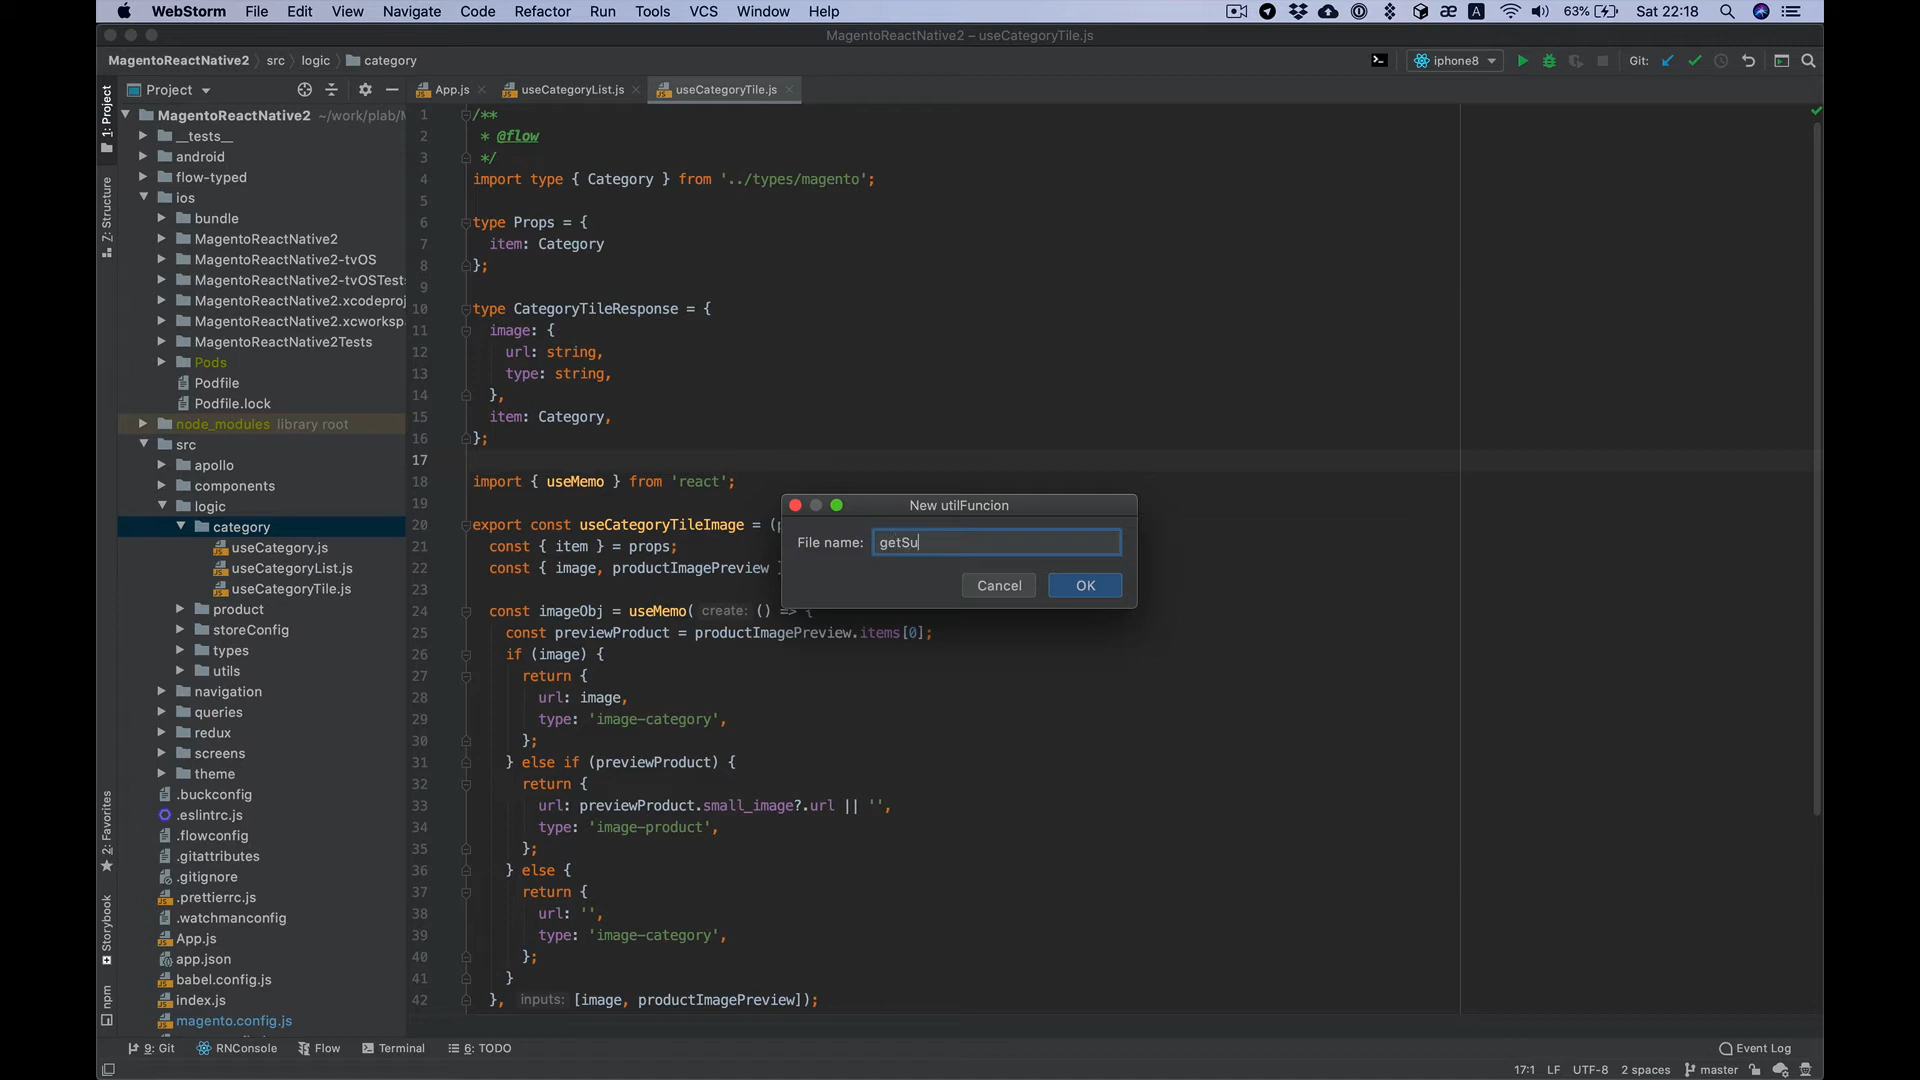 WebStorm File Edit View Navigate Code Refactor Run Tools VCS Window Help
63% Sat 22:18
MagentoReactNative2 – useCategoryTile.js
MagentoReactNative2 src logic category
iphone8 Git:
Project
App.js useCategoryList.js useCategoryTile.js
1: Project
Z: Structure
2: Favorites
Storybook
npm
MagentoReactNative2 ~/work/plab/M
__tests__
android
flow-typed
ios
bundle
MagentoReactNative2
MagentoReactNative2-tvOS
MagentoReactNative2-tvOSTests
MagentoReactNative2.xcodeproj
MagentoReactNative2.xcworksp
MagentoReactNative2Tests
Pods
Podfile
Podfile.lock
node_modules library root
src
apollo
components
logic
category
useCategory.js
useCategoryList.js
useCategoryTile.js
product
storeConfig
types
utils
navigation
queries
redux
screens
theme
.buckconfig
.eslintrc.js
.flowconfig
.gitattributes
.gitignore
.prettierrc.js
.watchmanconfig
App.js
app.json
babel.config.js
index.js
magento.config.js
1 /**
2 * @flow
3 */
4 import type { Category } from '../types/magento';
5
6 type Props = {
7 item: Category
8 };
9
10 type CategoryTileResponse = {
11 image: {
12 url: string,
13 type: string,
14 },
15 item: Category,
16 };
17
18 import { useMemo } from 'react';
19
20 export const useCategoryTileImage = (p
21 const { item } = props;
22 const { image, productImagePreview }
23
24 const imageObj = useMemo( create: () => {
25 const previewProduct = productImagePreview.items[0];
26 if (image) {
27 return {
28 url: image,
29 type: 'image-category',
30 };
31 } else if (previewProduct) {
32 return {
33 url: previewProduct.small_image?.url || '',
34 type: 'image-product',
35 };
36 } else {
37 return {
38 url: '',
39 type: 'image-category',
40 };
41 }
42 }, inputs: [image, productImagePreview]);
New utilFuncion
File name: getSu
Cancel OK
9: Git RNConsole Flow Terminal 6: TODO Event Log
17:1 LF UTF-8 2 spaces master